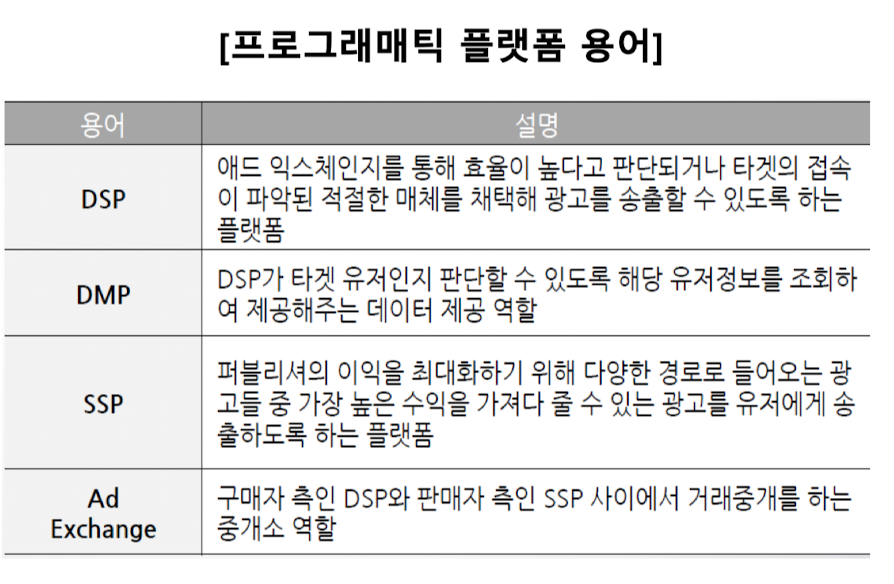 [프로그래매틱 플랫폼 용어]
용어 설명
DSP
애드 익스체인지를 통해 효율이 높다고 판단되거나 타겟의 접속
이 파악된 적절한 매체를 채택해 광고를 송출할 수 있도록 하는
플랫폼
DMP
DSP가 타겟 유저인지 판단할 수 있도록 해당 유저정보를 조회하
여 제공해주는 데이터 제공 역할
SSP
퍼블리셔의 이익을 최대화하기 위해 다양한 경로로 들어오는 광
고들 중 가장 높은 수익을 가져다 줄 수 있는 광고를 유저에게 송
출하도록 하는 플랫폼
Ad
Exchange
구매자 측인 DSP와 판매자 측인 SSP 사이에서 거래중개를 하는
중개소 역할